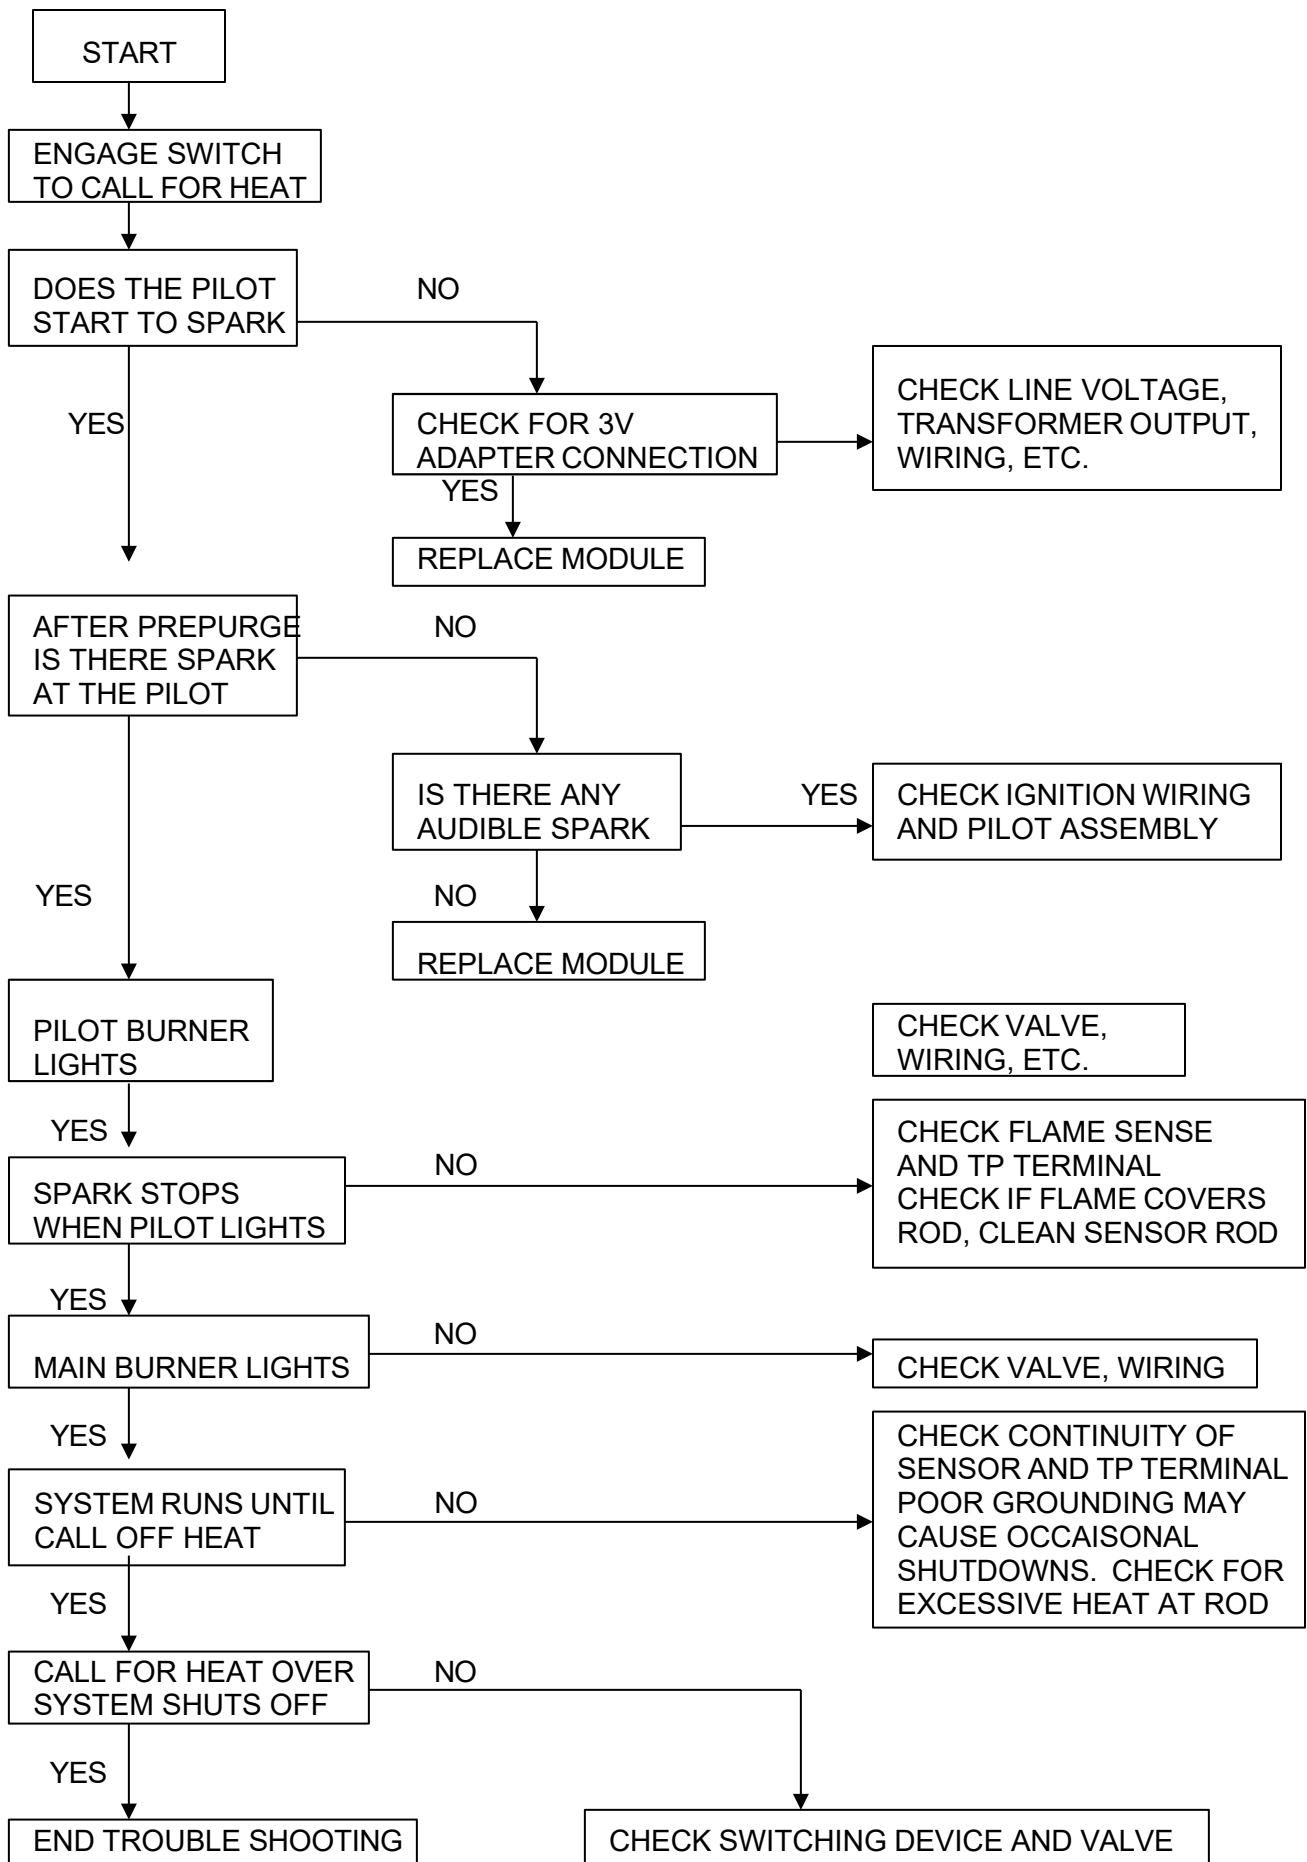 START
ENGAGE SWITCH
TO CALL FOR HEAT
DOES THE PILOT
START TO SPARK
NO
YES
CHECK FOR 3V
ADAPTER CONNECTION
CHECK LINE VOLTAGE,
TRANSFORMER OUTPUT,
WIRING, ETC.
YES
REPLACE MODULE
AFTER PREPURGE
IS THERE SPARK
AT THE PILOT
NO
IS THERE ANY
AUDIBLE SPARK
YES
CHECK IGNITION WIRING
AND PILOT ASSEMBLY
YES
NO
REPLACE MODULE
PILOT BURNER
LIGHTS
CHECK VALVE,
WIRING, ETC.
YES
SPARK STOPS
WHEN PILOT LIGHTS
NO
CHECK FLAME SENSE
AND TP TERMINAL
CHECK IF FLAME COVERS
ROD, CLEAN SENSOR ROD
YES
MAIN BURNER LIGHTS
NO
CHECK VALVE, WIRING
YES
SYSTEM RUNS UNTIL
CALL OFF HEAT
NO
CHECK CONTINUITY OF
SENSOR AND TP TERMINAL
POOR GROUNDING MAY
CAUSE OCCAISONAL
SHUTDOWNS. CHECK FOR
EXCESSIVE HEAT AT ROD
YES
CALL FOR HEAT OVER
SYSTEM SHUTS OFF
NO
YES
END TROUBLE SHOOTING
CHECK SWITCHING DEVICE AND VALVE